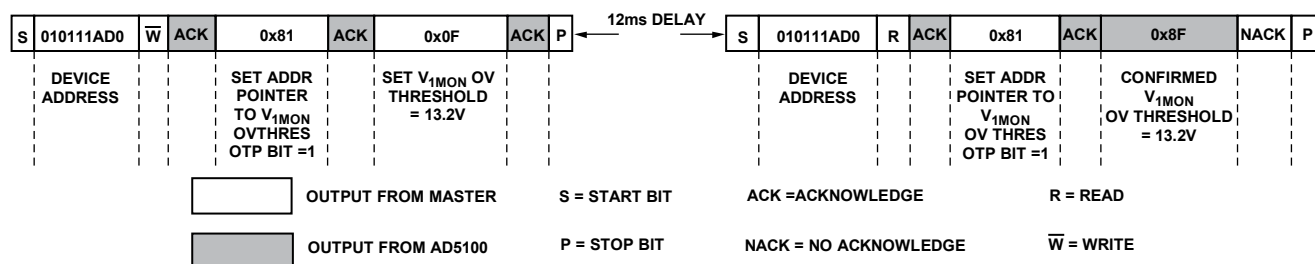 12ms DELAY
S 010111AD0 W ACK 0x81 ACK 0x0F ACK P S 010111AD0 R ACK 0x81 ACK 0x8F NACK P
DEVICE
ADDRESS
SET ADDR
POINTER
TO V1MON
OVTHRES
OTP BIT =1
SET V1MON OV
THRESHOLD
= 13.2V
DEVICE
ADDRESS
SET ADDR
POINTER TO
V1MON
OV THRES
OTP BIT =1
CONFIRMED
V1MON
OV THRESHOLD
= 13.2V
OUTPUT FROM MASTER S = START BIT ACK =ACKNOWLEDGE R = READ
OUTPUT FROM AD5100 P = STOP BIT NACK = NO ACKNOWLEDGE W = WRITE